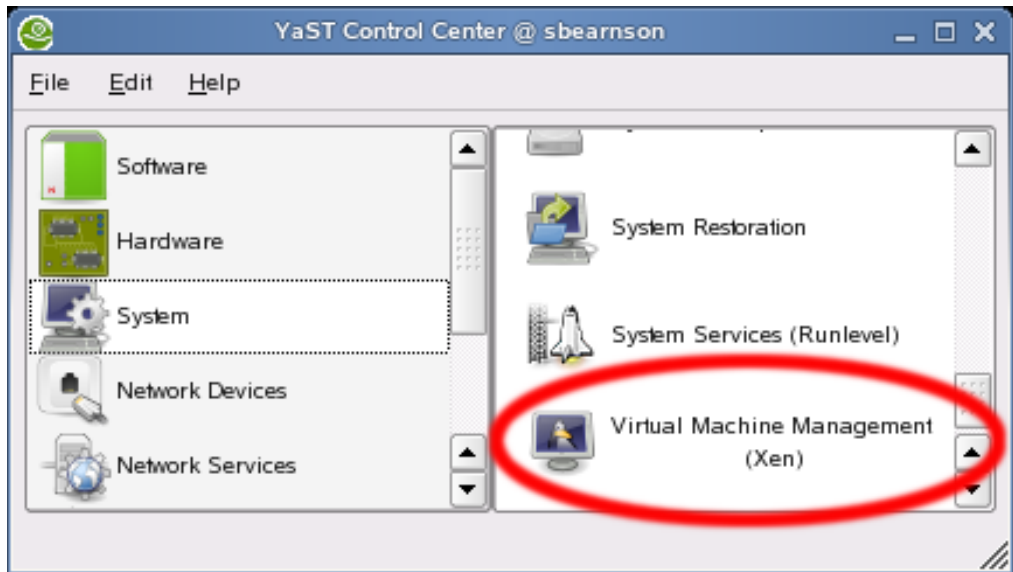 YaST Control Center @ sbearnson
File Edit Help
Software
Hardware
System
Network Devices
Network Services
System Restoration
System Services (Runlevel)
Virtual Machine Management
(Xen)